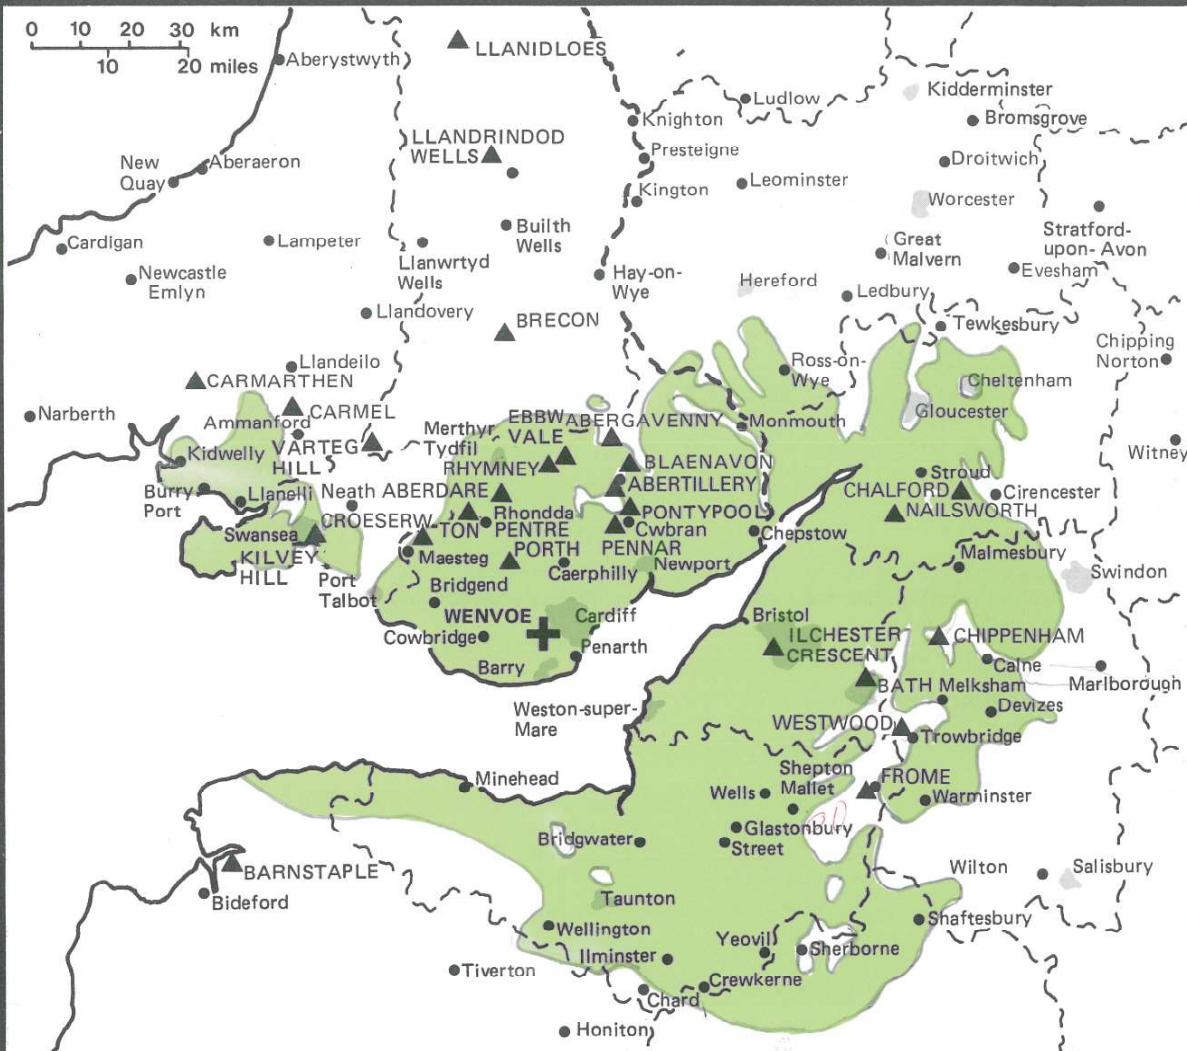 0 10 30 km
10 20 miles
LLANIDLOES
Aberystwyth
Kidderminster
Ludlow
Knighton
Bromsgrove
LLANDRINDOD
WELLS
Presteigne
Droitwich
New
Quay
Aberaeron
Kington
Leominster
Worcester
Stratford-
upon-Avon
Cardigan
Lampeter
Builth
Wells
Great
Malvern
Newcastle
Emlyn
Llanwrtyd
Wells
Hay-on-
Wye
Hereford
Evesham
Ledbury
Llandovery
BRECON
Tewkesbury
Chipping
Norton
Llandeilo
Ross-on-
Wye
CARMARTHEN
Cheltenham
Narberth
Ammanford
CARMEL
Gloucester
EBBW
VALE
ABERGAVENNY
Monmouth
Merthyr
Tydfil
VARTEG
HILL
Kidwelly
Witney
RHYMNEY
BLAENAVON
Stroud
Burry
Port
Llanelli
Neath
ABERDARE
ABERTILLERY
CHALFORD
Cirencester
Swansea
CROESERW
TON
PENTRE
Rhondda
PONTYPOOL
NAILSWORTH
Cwbran
Chepstow
KILVEY
HILL
Maesteg
PORTH
PENNAR
Malmesbury
Port
Talbot
Bridgend
Caerphilly
Newport
Swindon
WENVOE
Cardiff
Bristol
Cowbridge
Penarth
ILCHESTER
CRESCENT
CHIPPENHAM
Barry
Calne
BATH
Melksham
Marlborough
Weston-super-
Mare
Devizes
WESTWOOD
Trowbridge
Minehead
Shepton
Mallet
FROME
Wells
Warminster
Bridgwater
Glastonbury
Street
BARNSTAPLE
Wilton
Salisbury
Bideford
Taunton
Shaftesbury
Wellington
Yeovil
Sherborne
Ilminster
Tiverton
Crewkerne
Chard
Honiton